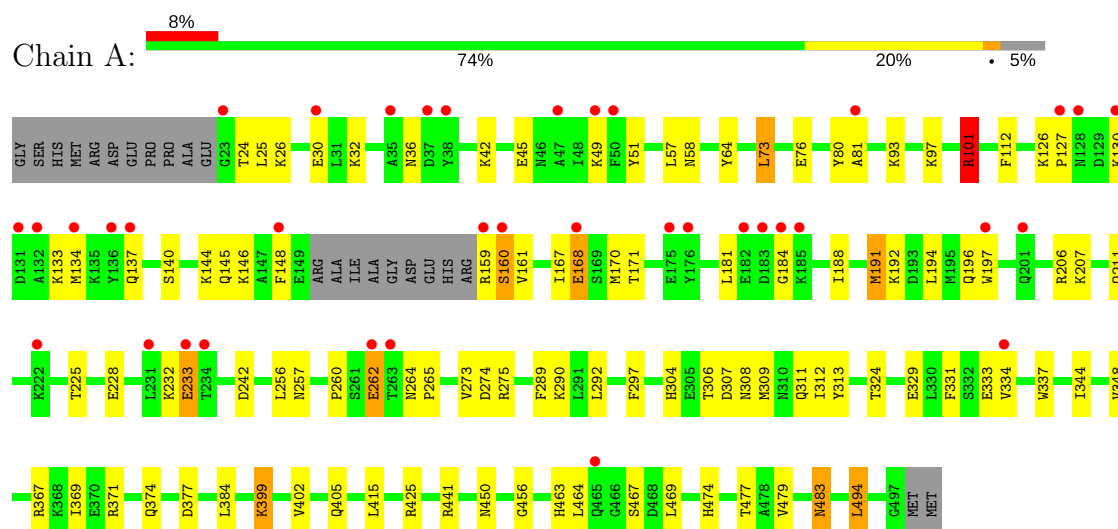 8%
Chain A:
74% 20% • 5%
GLY SER HIS MET ARG ASP GLU PRO PRO ALA GLU G23 T24 L25 K26 E30 L31 K32 A35 N36 D37 Y38 K42 E45 N46 A47 I48 K49 F50 Y51 L57 N58 Y64 L73 E76 Y80 A81 K93 K97 R101 F112 K126 P127 N128 D129 K130
D131 A132 K133 M134 K135 Y136 Q137 S140 K144 Q145 K146 A147 F148 E149 ARG ALA ILE ALA GLY ASP GLU HIS ARG R159 S160 V161 I167 E168 S169 M170 T171 E175 Y176 L181 E182 D183 G184 K185 I188 M191 K192 D193 L194 M195 Q196 W197 Q201 R206 K207
K222 T225 E228 L231 K232 E233 T234 D242 L256 N257 P260 S261 E262 T263 N264 P265 V273 D274 R275 F289 K290 L291 L292 F297 H304 E305 T306 D307 N308 M309 N310 Q311 I312 Y313 T324 E329 L330 F331 S332 E333 V334 W337 I344
R367 K368 I369 E370 R371 Q374 D377 L384 K399 V402 Q405 L415 R425 R441 N450 G456 H463 L464 Q465 G466 S467 D468 L469 H474 T477 A478 V479 N483 L494 G497 MET MET